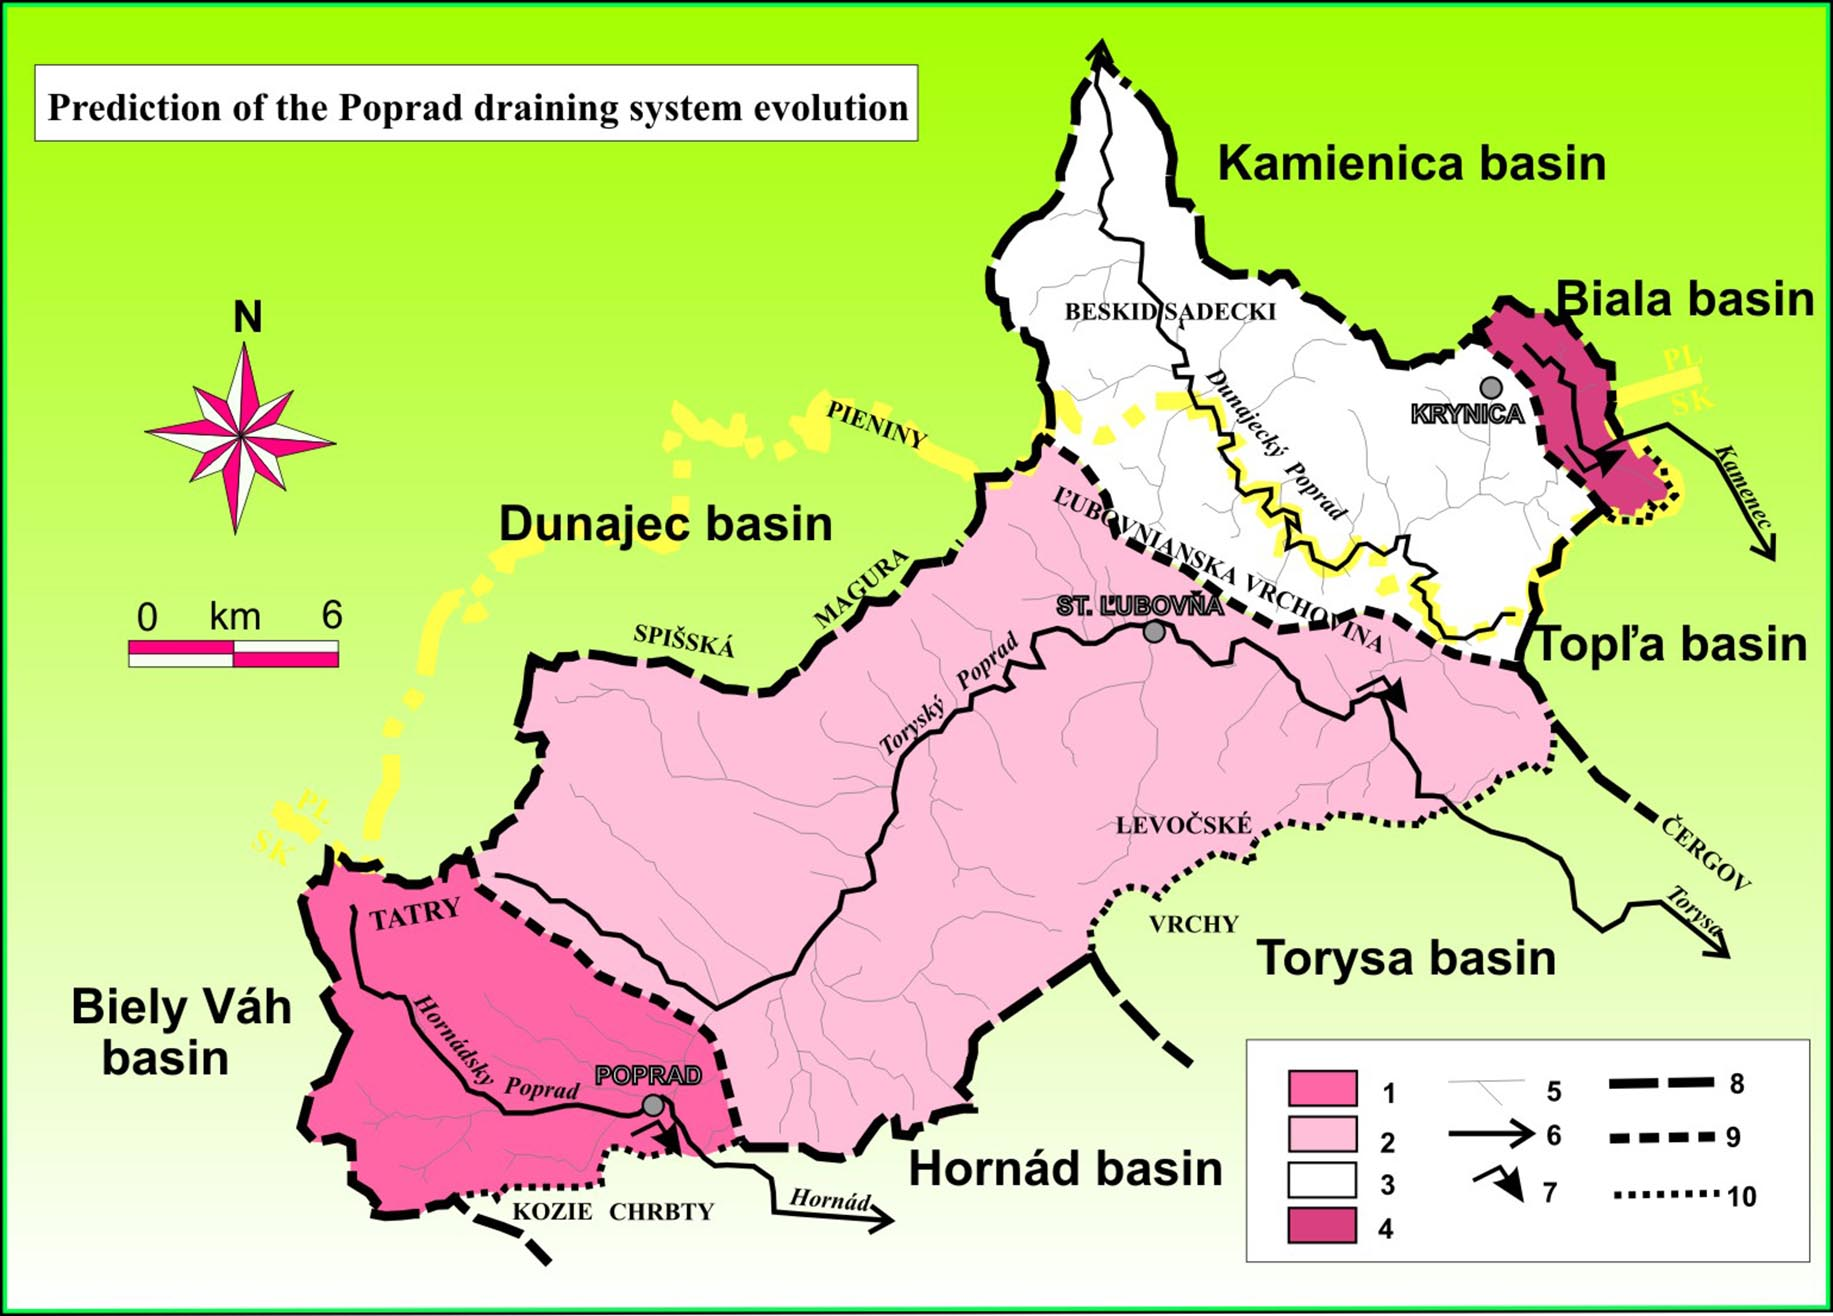 Prediction of the Poprad draining system evolution
Kamienica basin
Biala basin
N
BESKID SADECKI
PL
SK
KRYNICA
Dunajecký Poprad
PIENINY
Kamenec
Dunajec basin
ĽUBOVNIANSKA VRCHOVINA
MAGURA
SPIŠSKÁ
ST. ĽUBOVŇA
0 km 6
Topľa basin
Toryský Poprad
PL
SK
LEVOČSKÉ
ČERGOV
TATRY
VRCHY
Torysa
Torysa basin
Biely Váh
basin
Hornádsky Poprad
POPRAD
Hornád basin
Hornád
KOZIE CHRBTY
1 5 8
2 6 9
3 7 10
4